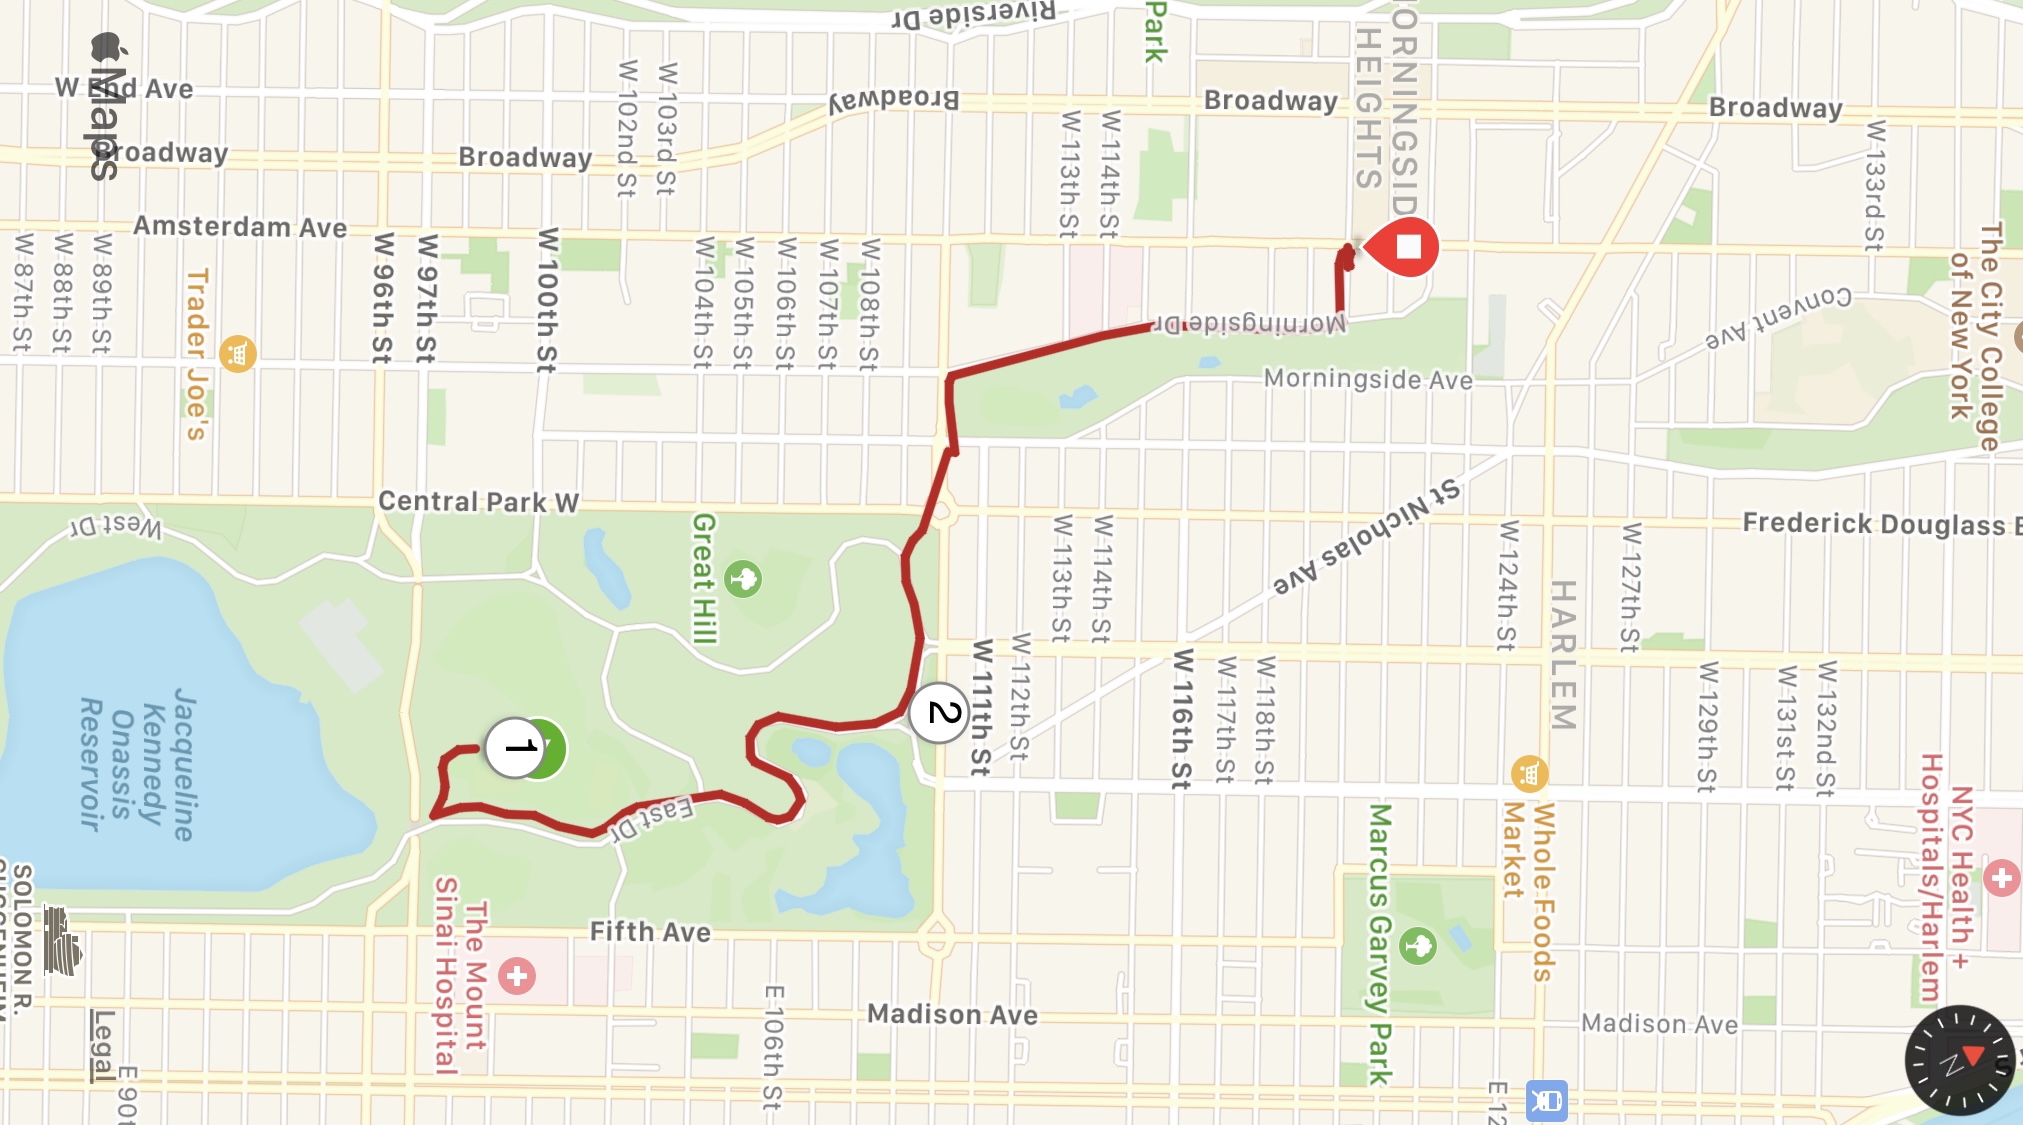 Riverside Dr
Park
MORNINGSIDE
HEIGHTS
W End Ave
Maps
Broadway
Broadway
Broadway
Broadway
Broadway
W 102nd St
W 103rd St
W 113th St
W 114th St
W 133rd St
Amsterdam Ave
W 87th St
W 88th St
W 89th St
W 96th St
W 97th St
W 100th St
W 104th St
W 105th St
W 106th St
W 107th St
W 108th St
Trader Joe's
Morningside Dr
Morningside Ave
Convent Ave
The City College
of New York
Central Park W
West Dr
Great Hill
St Nicholas Ave
Frederick Douglass B
W 113th St
W 114th St
W 124th St
W 127th St
HARLEM
W 111th St
W 112th St
W 116th St
W 117th St
W 118th St
W 129th St
W 131st St
W 132nd St
Jacqueline
Kennedy
Onassis
Reservoir
1
2
East Dr
Whole Foods
Market
Marcus Garvey Park
NYC Health +
Hospitals/Harlem
The Mount
Sinai Hospital
SOLOMON R.
Fifth Ave
Madison Ave
Madison Ave
E 106th St
Legal
E 90t
E 12
N